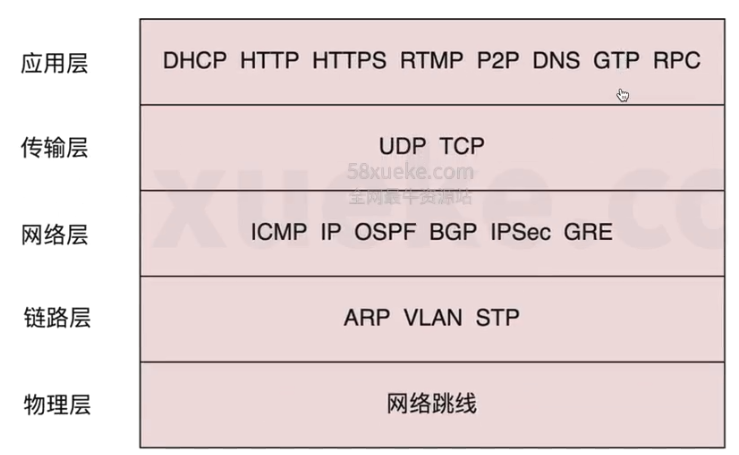 应用层 DHCP HTTP HTTPS RTMP P2P DNS GTP RPC
传输层 UDP TCP
58xueke.com
全网最牛资源站
xueke.co
网络层 ICMP IP OSPF BGP IPSec GRE
链路层 ARP VLAN STP
物理层 网络跳线